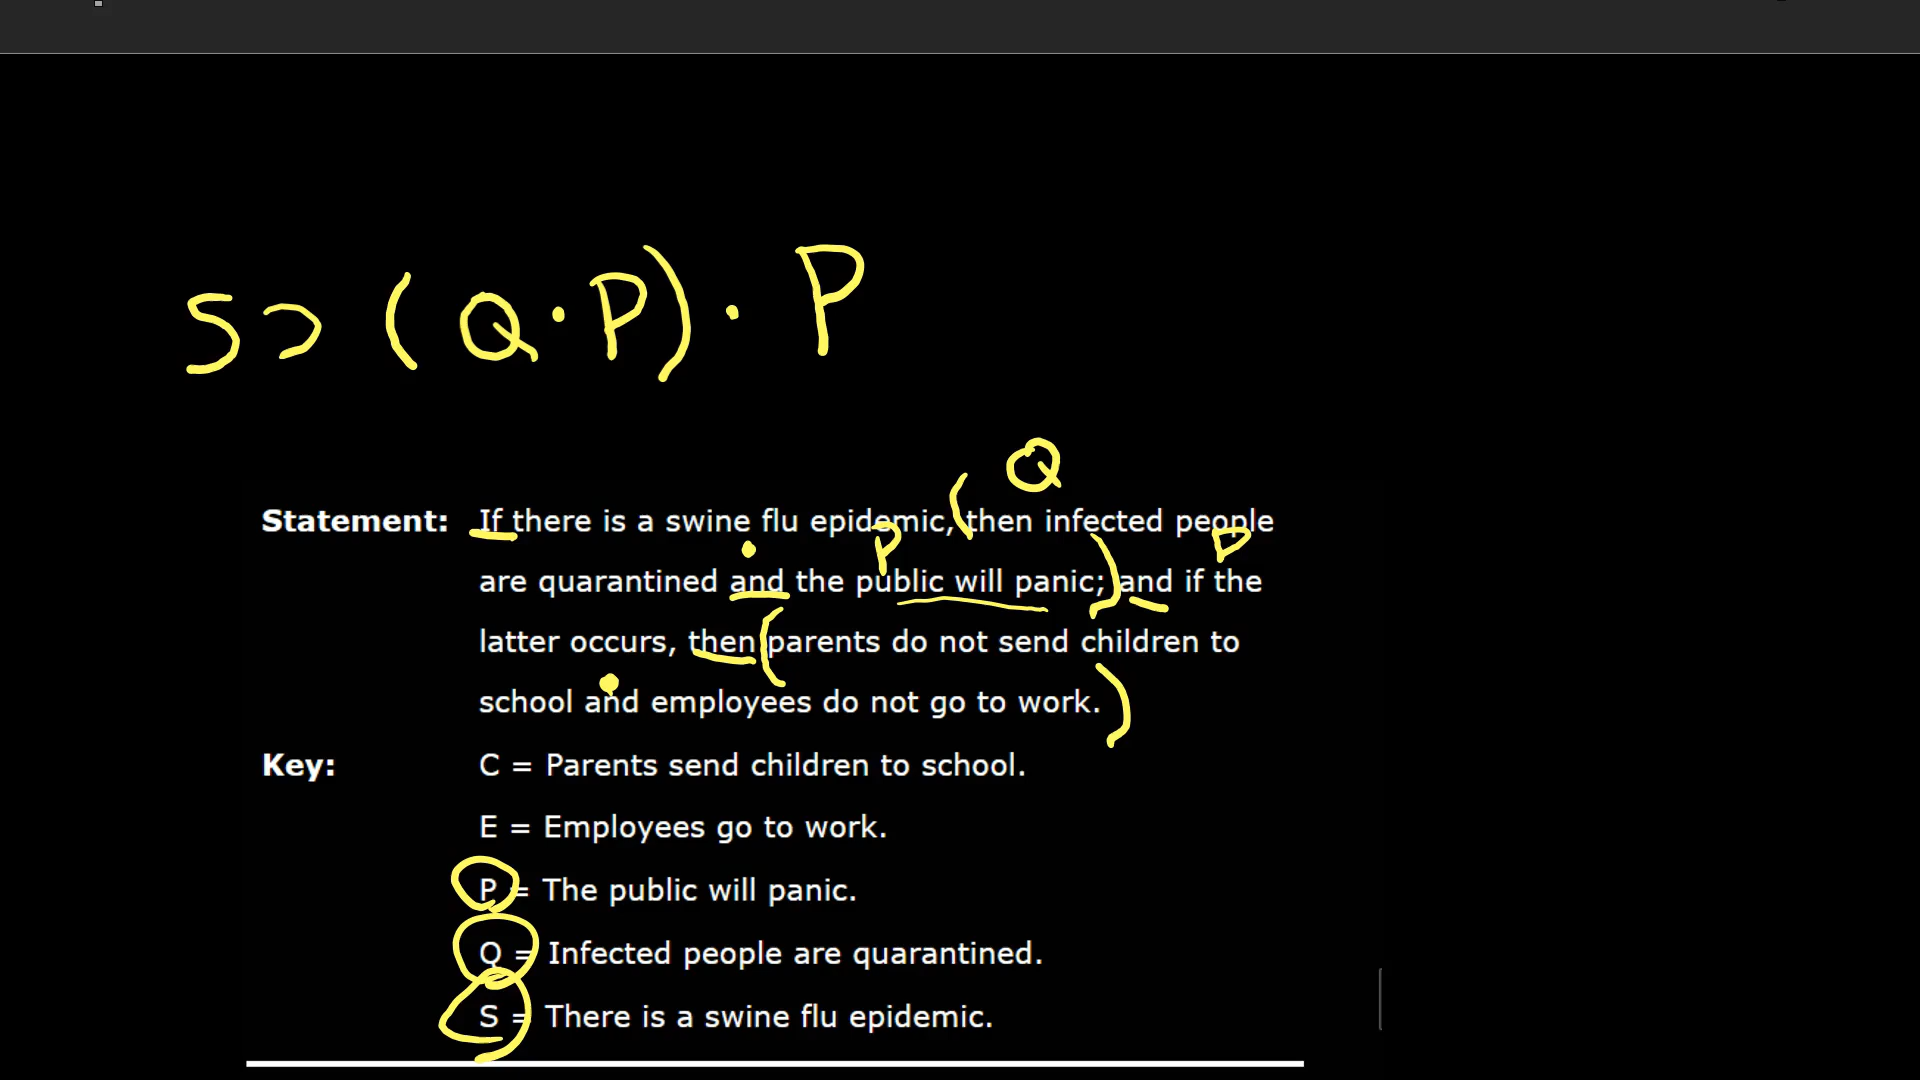 S ⊃ ( Q · P ) · P
Q
Statement: If there is a swine flu epidemic, ( then infected people
· P ) P
are quarantined and the public will panic; and if the
latter occurs, then ( parents do not send children to
· )
school and employees do not go to work.
Key: C = Parents send children to school.
E = Employees go to work.
P = The public will panic.
Q = Infected people are quarantined.
S = There is a swine flu epidemic.